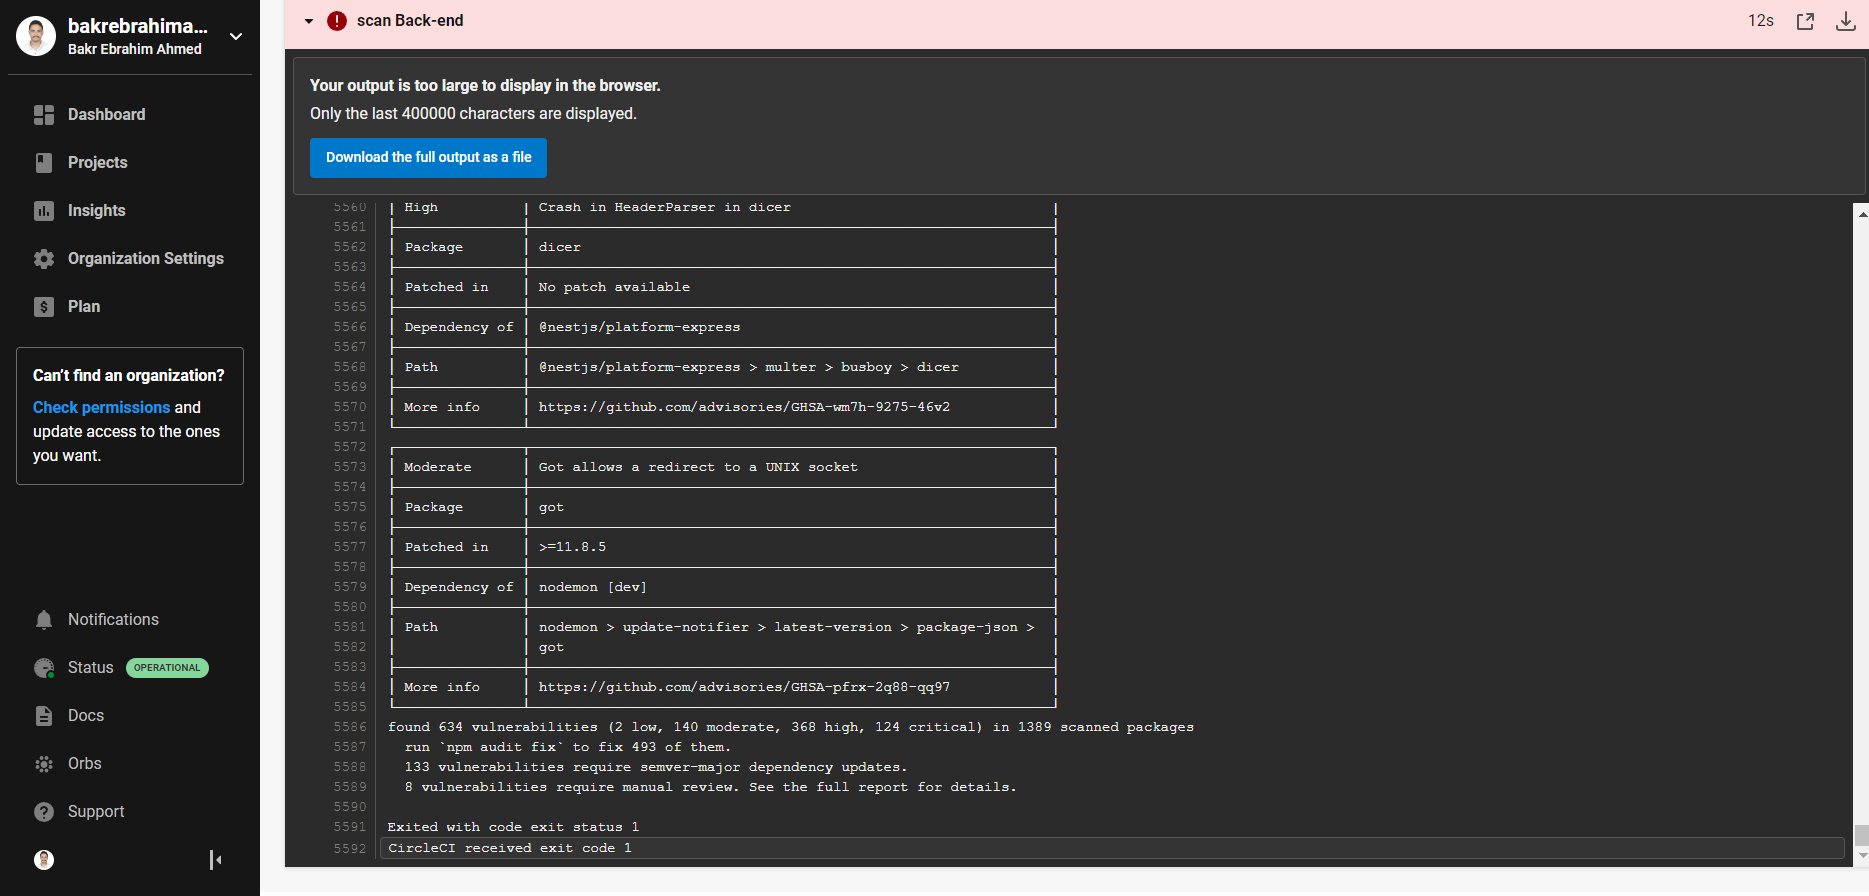 bakrebrahima...
Bakr Ebrahim Ahmed
Dashboard
Projects
Insights
Organization Settings
Plan
Can't find an organization?
Check permissions and
update access to the ones
you want.
Notifications
Status OPERATIONAL
Docs
Orbs
Support
scan Back-end 12s
Your output is too large to display in the browser.
Only the last 400000 characters are displayed.
Download the full output as a file
5560 High Crash in HeaderParser in dicer
5561
5562 Package dicer
5563
5564 Patched in No patch available
5565
5566 Dependency of @nestjs/platform-express
5567
5568 Path @nestjs/platform-express > multer > busboy > dicer
5569
5570 More info https://github.com/advisories/GHSA-wm7h-9275-46v2
5571
5572
5573 Moderate Got allows a redirect to a UNIX socket
5574
5575 Package got
5576
5577 Patched in >=11.8.5
5578
5579 Dependency of nodemon [dev]
5580
5581 Path nodemon > update-notifier > latest-version > package-json >
5582 got
5583
5584 More info https://github.com/advisories/GHSA-pfrx-2q88-qq97
5585
5586 found 634 vulnerabilities (2 low, 140 moderate, 368 high, 124 critical) in 1389 scanned packages
5587 run `npm audit fix` to fix 493 of them.
5588 133 vulnerabilities require semver-major dependency updates.
5589 8 vulnerabilities require manual review. See the full report for details.
5590
5591 Exited with code exit status 1
5592 CircleCI received exit code 1